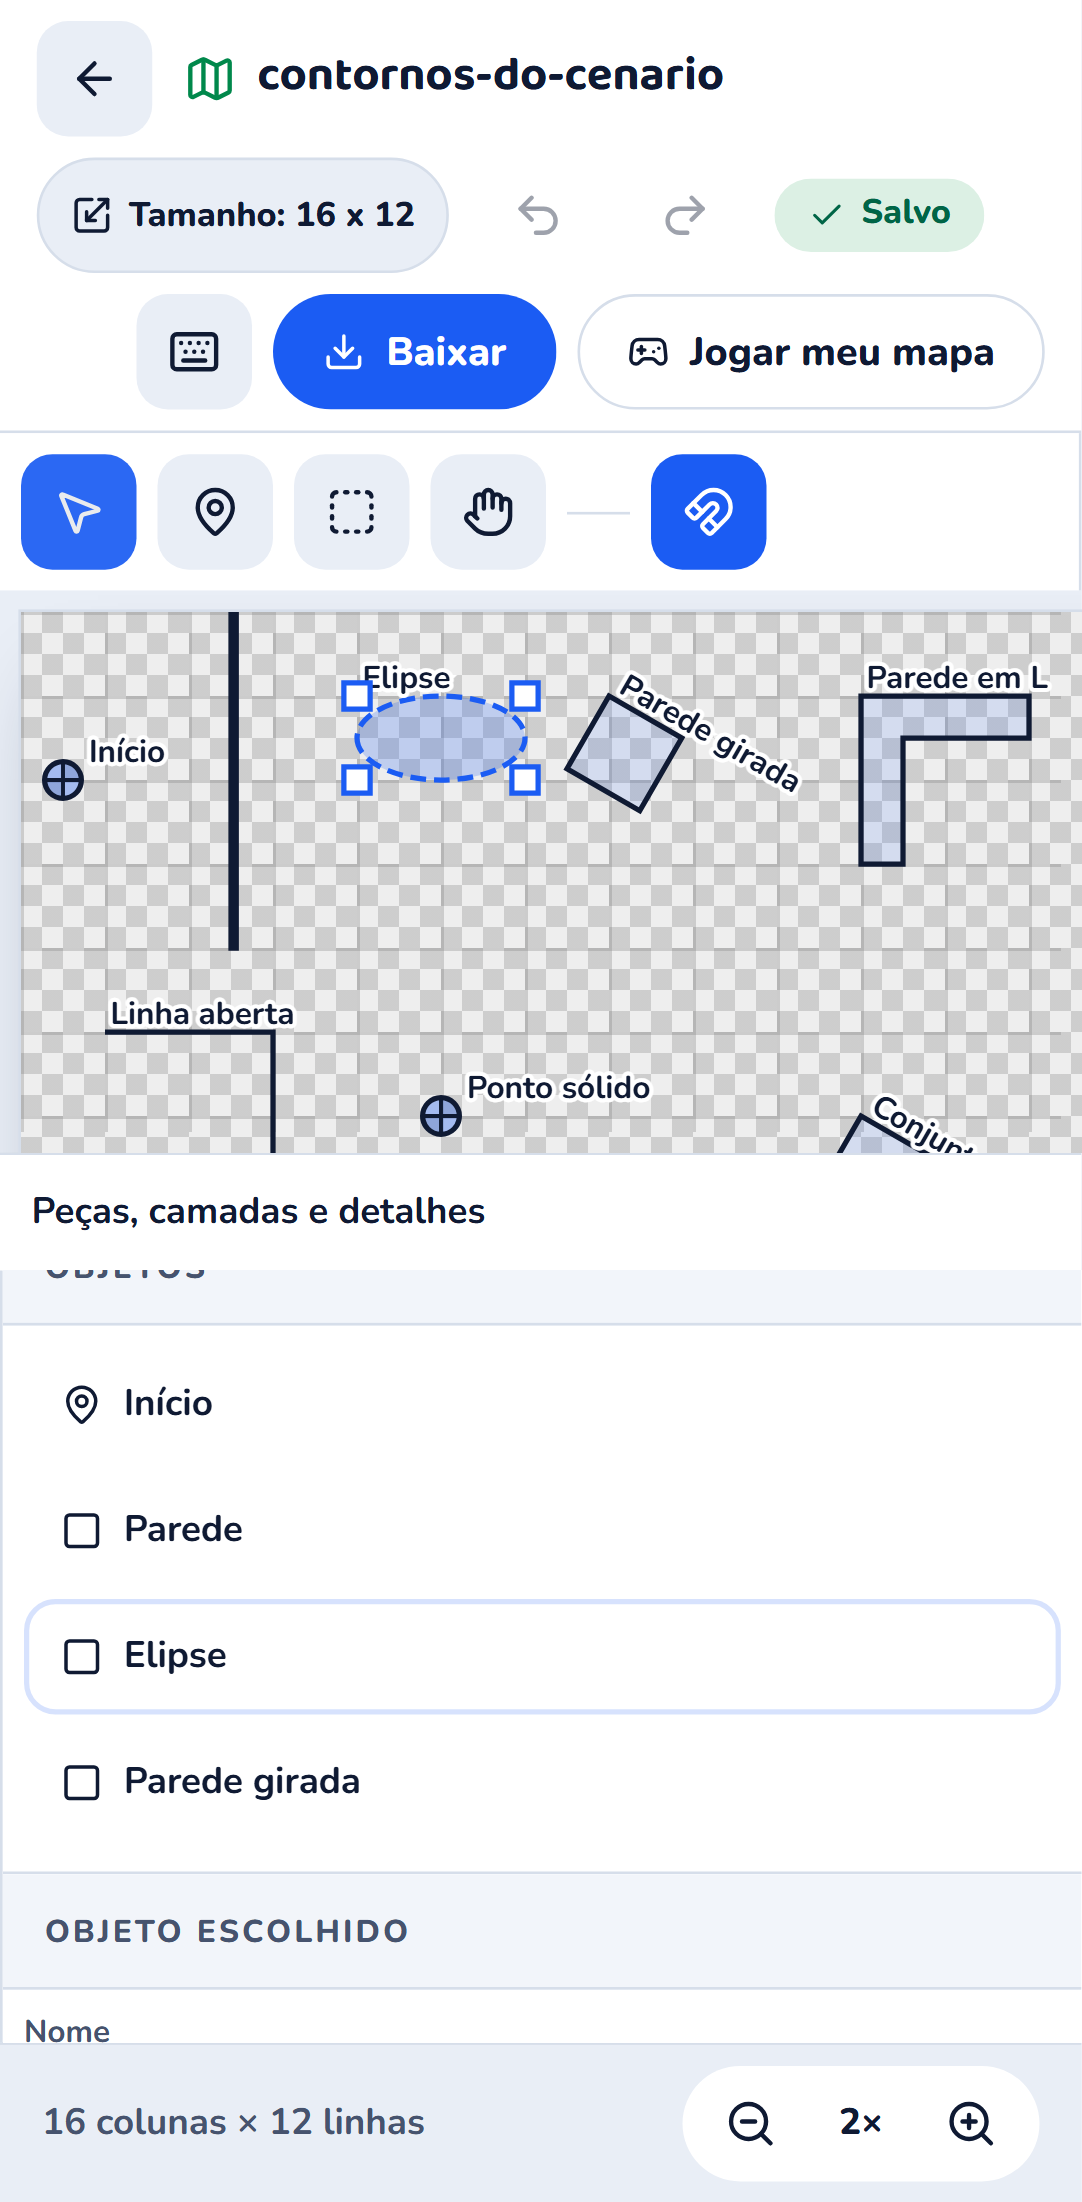 contornos-do-cenario
Tamanho: 16 x 12
Salvo
Baixar
Jogar meu mapa
Elipse
Parede girada
Parede em L
Início
Linha aberta
Ponto sólido
Peças, camadas e detalhes
OBJETOS
Início
Parede
Elipse
Parede girada
OBJETO ESCOLHIDO
Nome
16 colunas × 12 linhas
2×